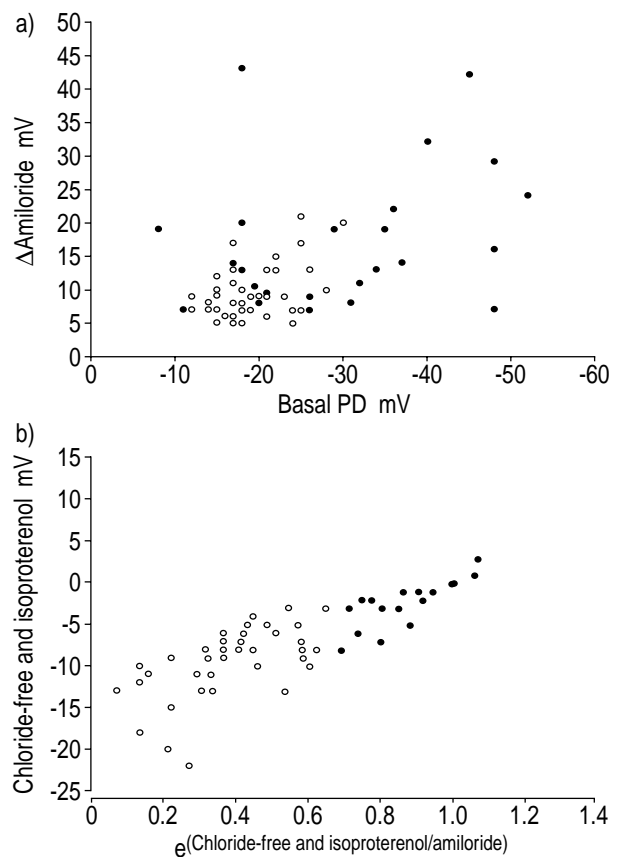 a)
50
45
40
35
30
25
20
15
10
5
0
ΔAmiloride mV
0 -10 -20 -30 -40 -50 -60
Basal PD mV
b)
15
10
5
0
-5
-10
-15
-20
-25
Chloride-free and isoproterenol mV
0 0.2 0.4 0.6 0.8 1.0 1.2 1.4
e(Chloride-free and isoproterenol/amiloride)